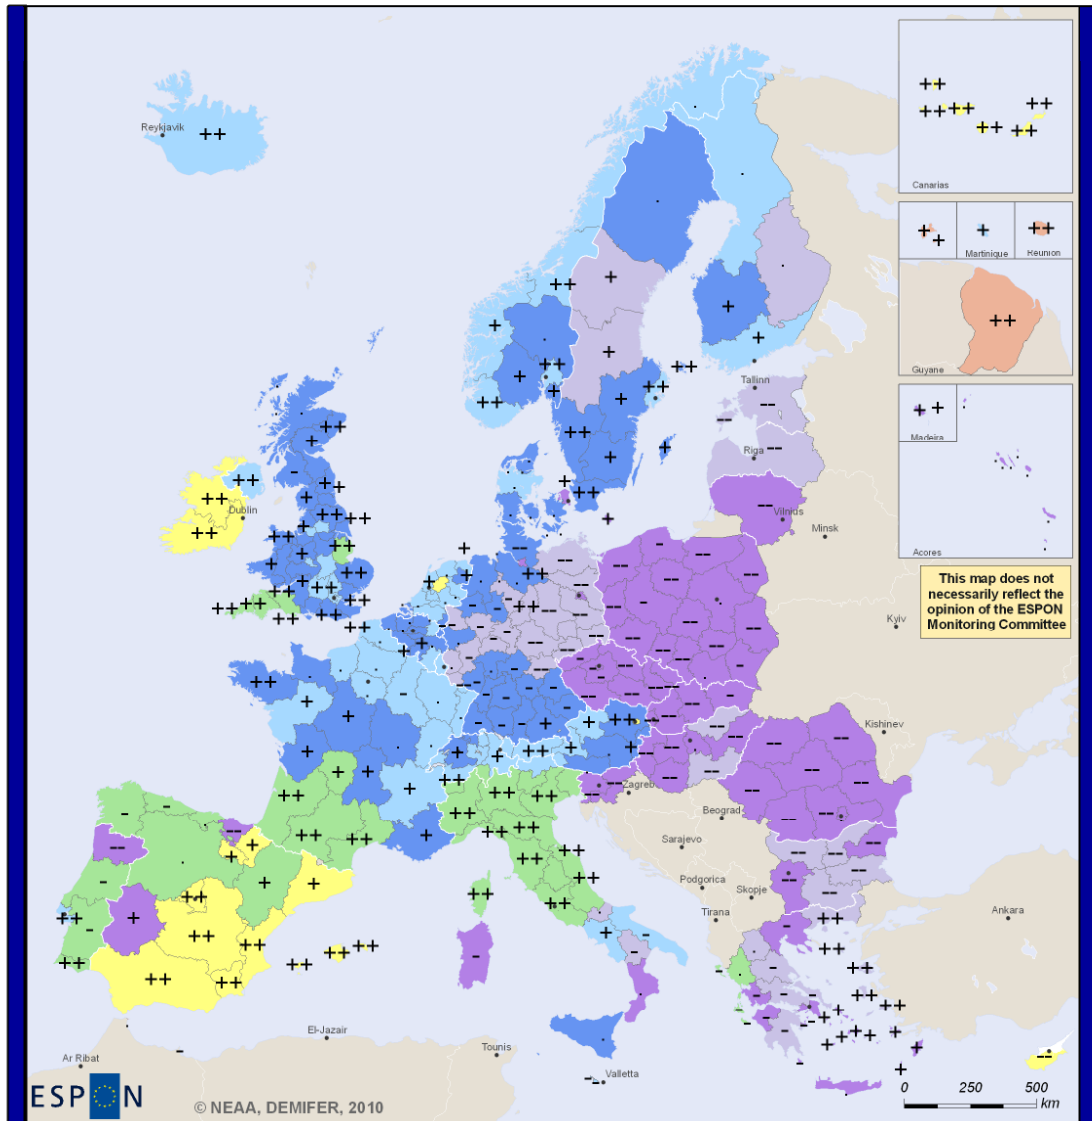 Reykjavik
Canarias
Martinique
Reunion
Guyane
Madeira
Acores
This map does not
necessarily reflect the
opinion of the ESPON
Monitoring Committee
Tallinn
Riga
Dublin
Vilnius
Minsk
Kyiv
Kishinev
Zagreb
Beograd
Sarajevo
Podgorica
Skopje
Tirana
Ankara
El-Jazair
Tounis
Ar Ribat
Valletta
0 250 500
km
ESPON
© NEAA, DEMIFER, 2010